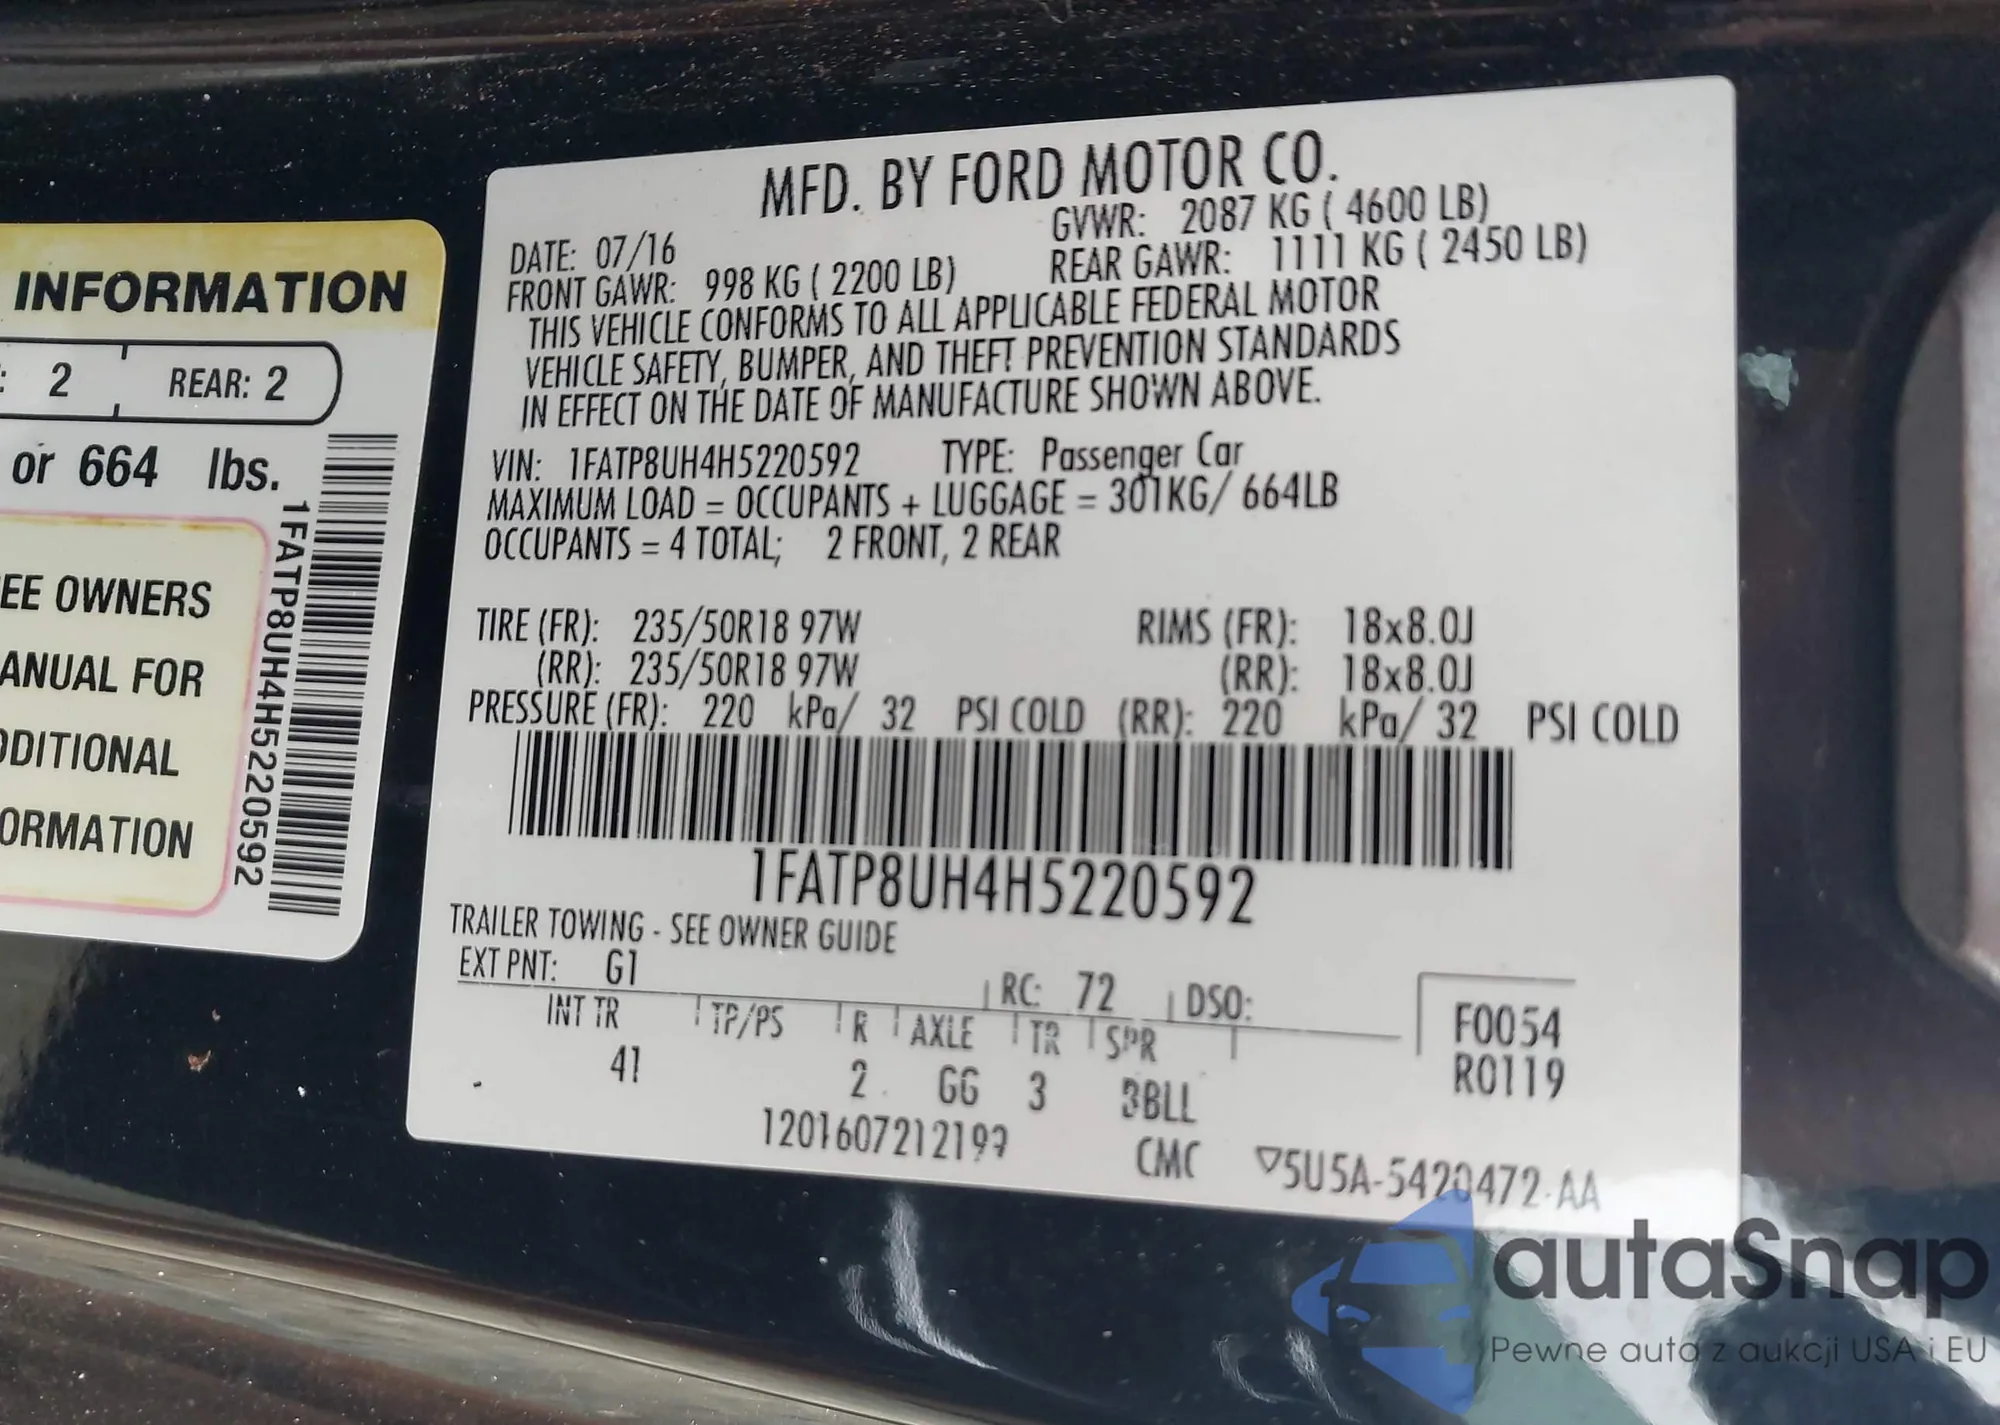 INFORMATION
: 2 REAR: 2
or 664 lbs.
EE OWNERS
ANUAL FOR
DDITIONAL
ORMATION
1FATP8UH4H5220592
MFD. BY FORD MOTOR CO.
DATE: 07/16 GVWR: 2087 KG ( 4600 LB)
FRONT GAWR: 998 KG ( 2200 LB) REAR GAWR: 1111 KG ( 2450 LB)
THIS VEHICLE CONFORMS TO ALL APPLICABLE FEDERAL MOTOR
VEHICLE SAFETY, BUMPER, AND THEFT PREVENTION STANDARDS
IN EFFECT ON THE DATE OF MANUFACTURE SHOWN ABOVE.
VIN: 1FATP8UH4H5220592 TYPE: Passenger Car
MAXIMUM LOAD = OCCUPANTS + LUGGAGE = 301KG/ 664LB
OCCUPANTS = 4 TOTAL; 2 FRONT, 2 REAR
TIRE (FR): 235/50R18 97W RIMS (FR): 18x8.0J
(RR): 235/50R18 97W (RR): 18x8.0J
PRESSURE (FR): 220 kPa/ 32 PSI COLD (RR): 220 kPa/ 32 PSI COLD
1FATP8UH4H5220592
TRAILER TOWING - SEE OWNER GUIDE
EXT PNT: G1 RC: 72 DSO:
INT TR TP/PS R AXLE TR SPR
41 2 GG 3 3BLL
F0054
R0119
CMC ▽5U5A-5420472-AA
autaSnap
Pewne auta z aukcji USA i EU